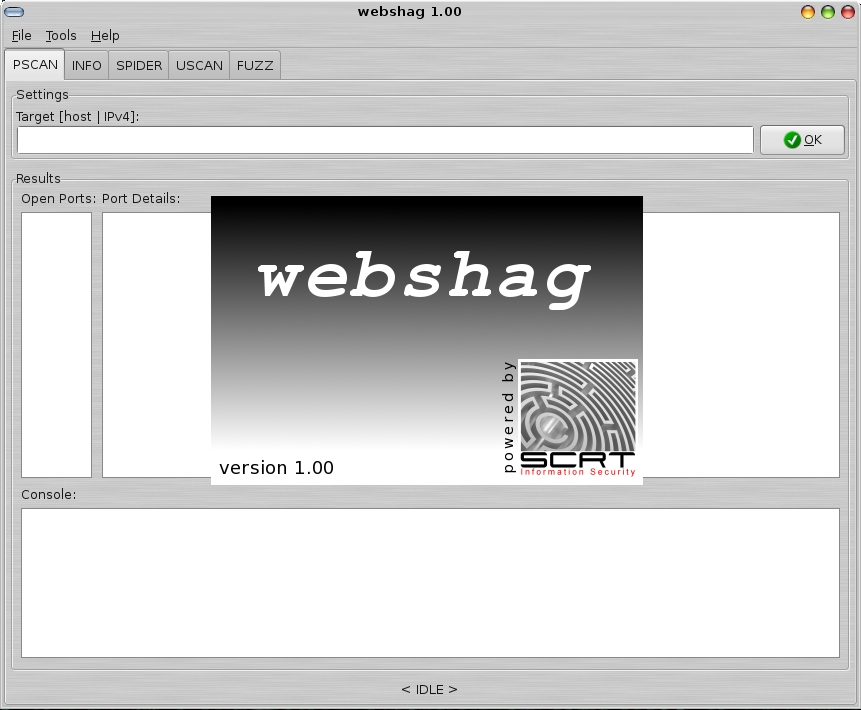 webshag 1.00
File Tools Help
PSCAN INFO SPIDER USCAN FUZZ
Settings
Target [host | IPv4]:
OK
Results
Open Ports: Port Details:
webshag
powered by
SCRT
Information Security
version 1.00
Console:
< IDLE >